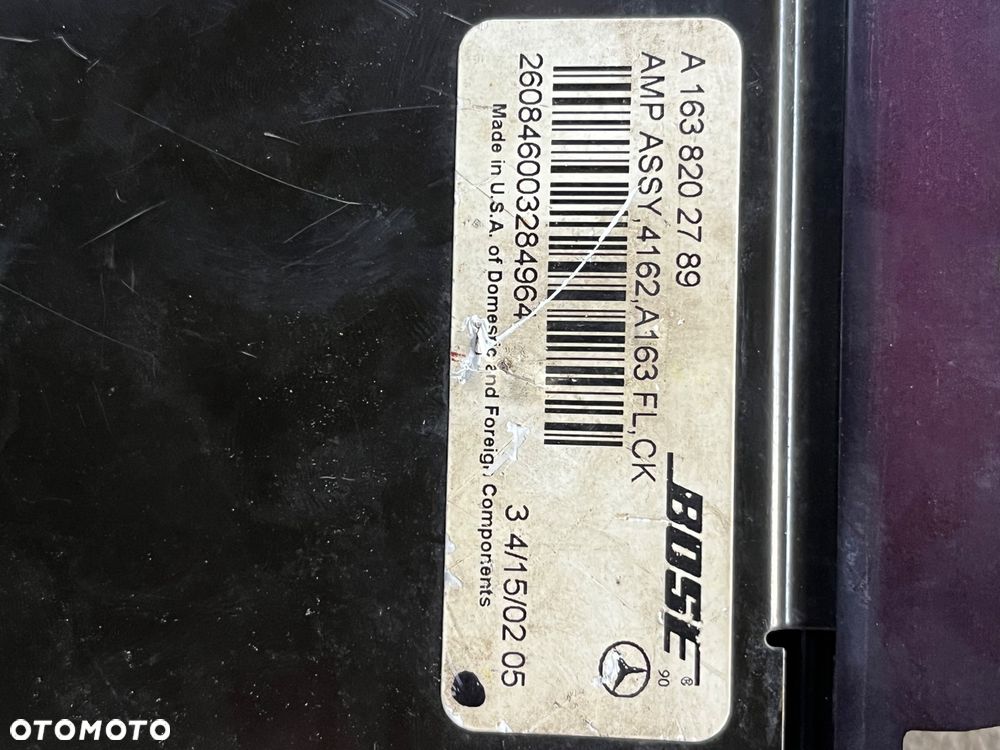 A 163 820 27 89
AMP ASSY,4162,A163 FL,CK
BOSE®
90
260846003284964
3 4/15/02 05
Made in U.S.A. of Domestic and Foreign Components
OTOMOTO